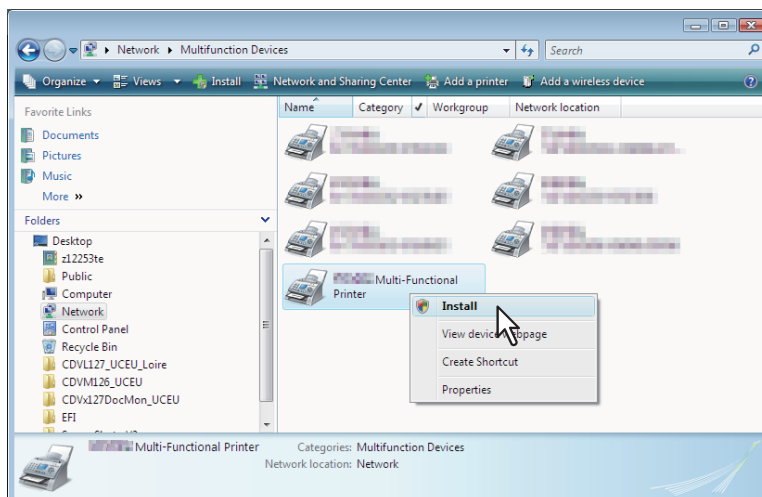 Network ▸ Multifunction Devices
Search
Organize Views Install Network and Sharing Center Add a printer Add a wireless device
Favorite Links
Documents
Pictures
Music
More »
Folders
Desktop
z12253te
Public
Computer
Network
Control Panel
Recycle Bin
CDVL127_UCEU_Loire
CDVM126_UCEU
CDVx127DocMon_UCEU
EFI
Name Category Workgroup Network location
Multi-Functional
Printer
Install
View device webpage
Create Shortcut
Properties
Multi-Functional Printer Categories: Multifunction Devices
Network location: Network